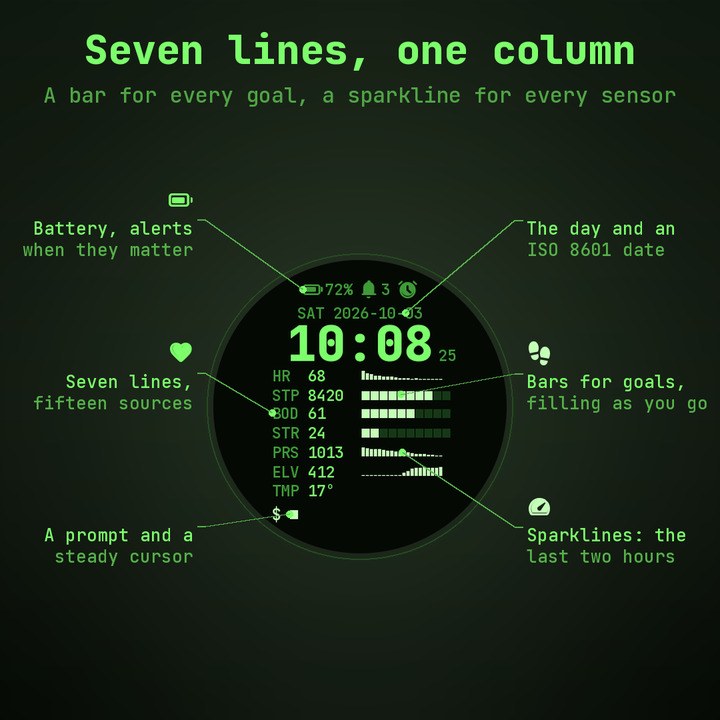 Seven lines, one column
A bar for every goal, a sparkline for every sensor
Battery, alerts
when they matter
The day and an
ISO 8601 date
72% 3
SAT 2026-10-03
10:08 25
Seven lines,
fifteen sources
Bars for goals,
filling as you go
HR 68
STP 8420
BOD 61
STR 24
PRS 1013
ELV 412
TMP 17°
$
A prompt and a
steady cursor
Sparklines: the
last two hours